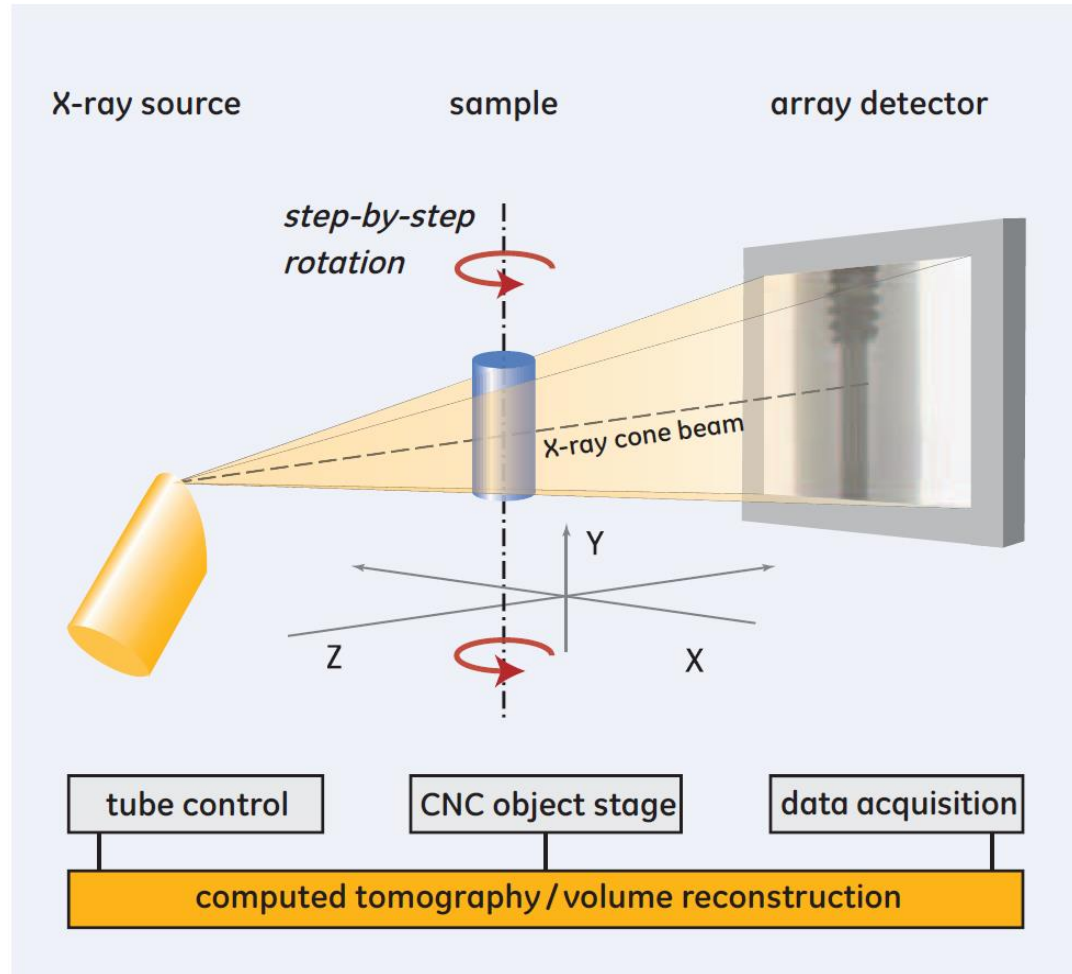 X-ray source
sample
array detector
step-by-step
rotation
X-ray cone beam
Y
Z
X
tube control
CNC object stage
data acquisition
computed tomography/volume reconstruction